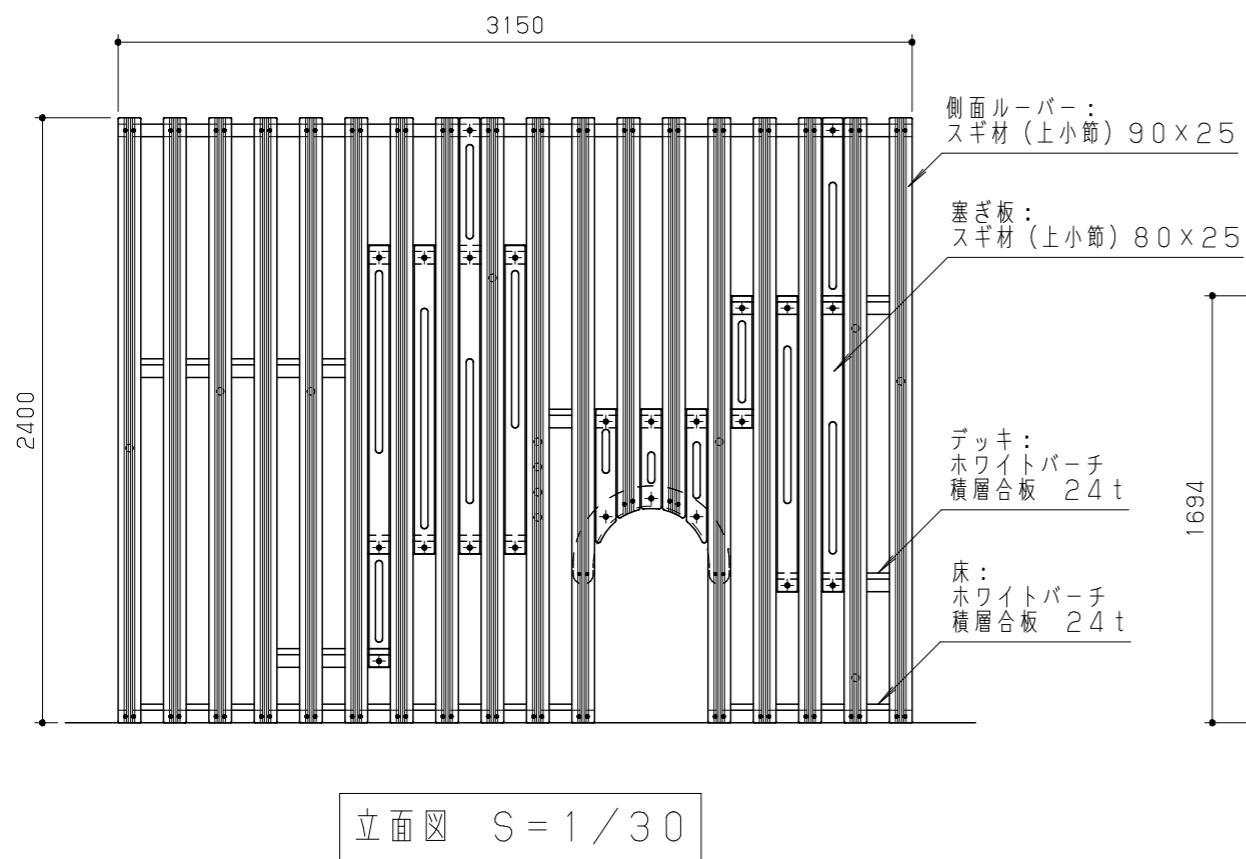 3150
側面ルーバー：
スギ材（上小節）90×25
塞ぎ板：
スギ材（上小節）80×25
2400
デッキ：
ホワイトバーチ
積層合板 24t
1694
床：
ホワイトバーチ
積層合板 24t
立面図 S=1/30